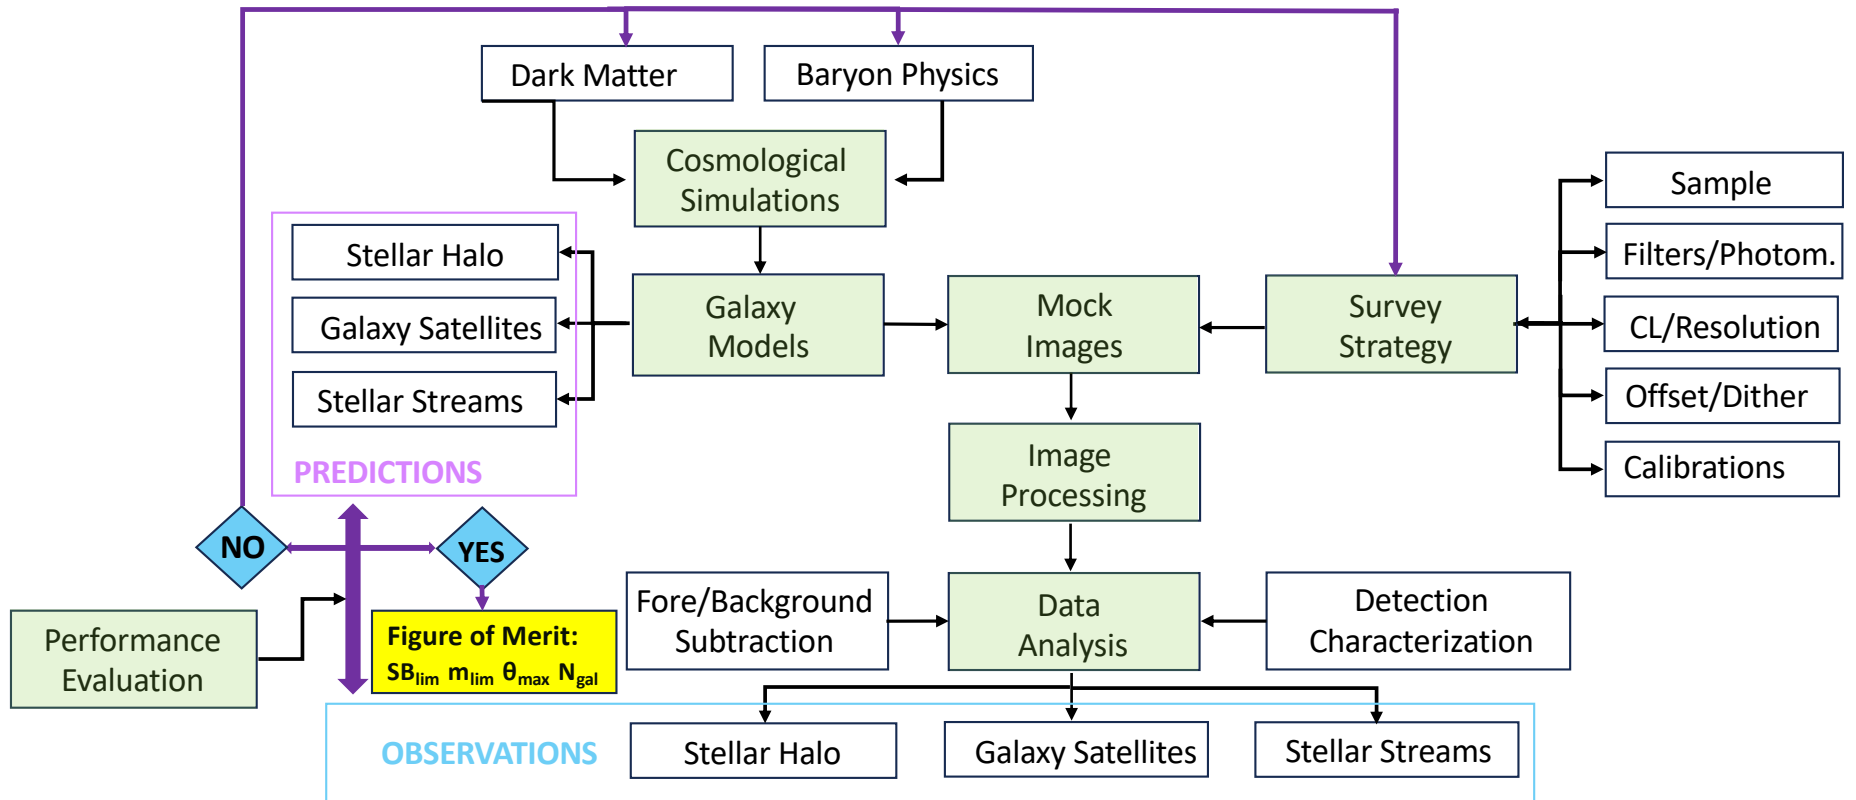 Dark Matter
Baryon Physics
Cosmological
Simulations
Sample
Stellar Halo
Filters/Photom.
Galaxy
Models
Mock
Images
Survey
Strategy
Galaxy Satellites
CL/Resolution
Stellar Streams
Offset/Dither
PREDICTIONS
Image
Processing
Calibrations
NO
YES
Performance
Evaluation
Figure of Merit:
SBlim mlim θmax Ngal
Fore/Background
Subtraction
Data
Analysis
Detection
Characterization
OBSERVATIONS
Stellar Halo
Galaxy Satellites
Stellar Streams